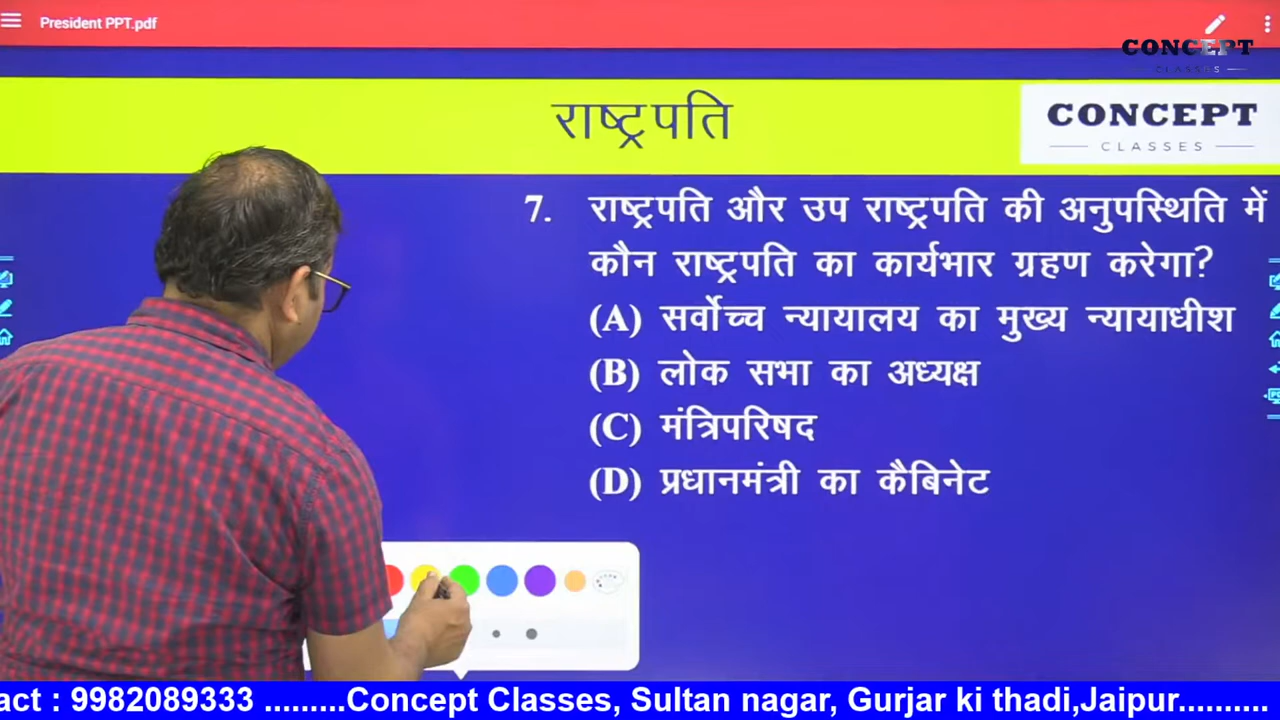 President PPT.pdf
CONCEPT
CLASSES
राष्ट्रपति
CONCEPT
CLASSES
7. राष्ट्रपति और उप राष्ट्रपति की अनुपस्थिति में
कौन राष्ट्रपति का कार्यभार ग्रहण करेगा?
(A) सर्वोच्च न्यायालय का मुख्य न्यायाधीश
(B) लोक सभा का अध्यक्ष
(C) मंत्रिपरिषद
(D) प्रधानमंत्री का कैबिनेट
act : 9982089333 .........Concept Classes, Sultan nagar, Gurjar ki thadi,Jaipur..........